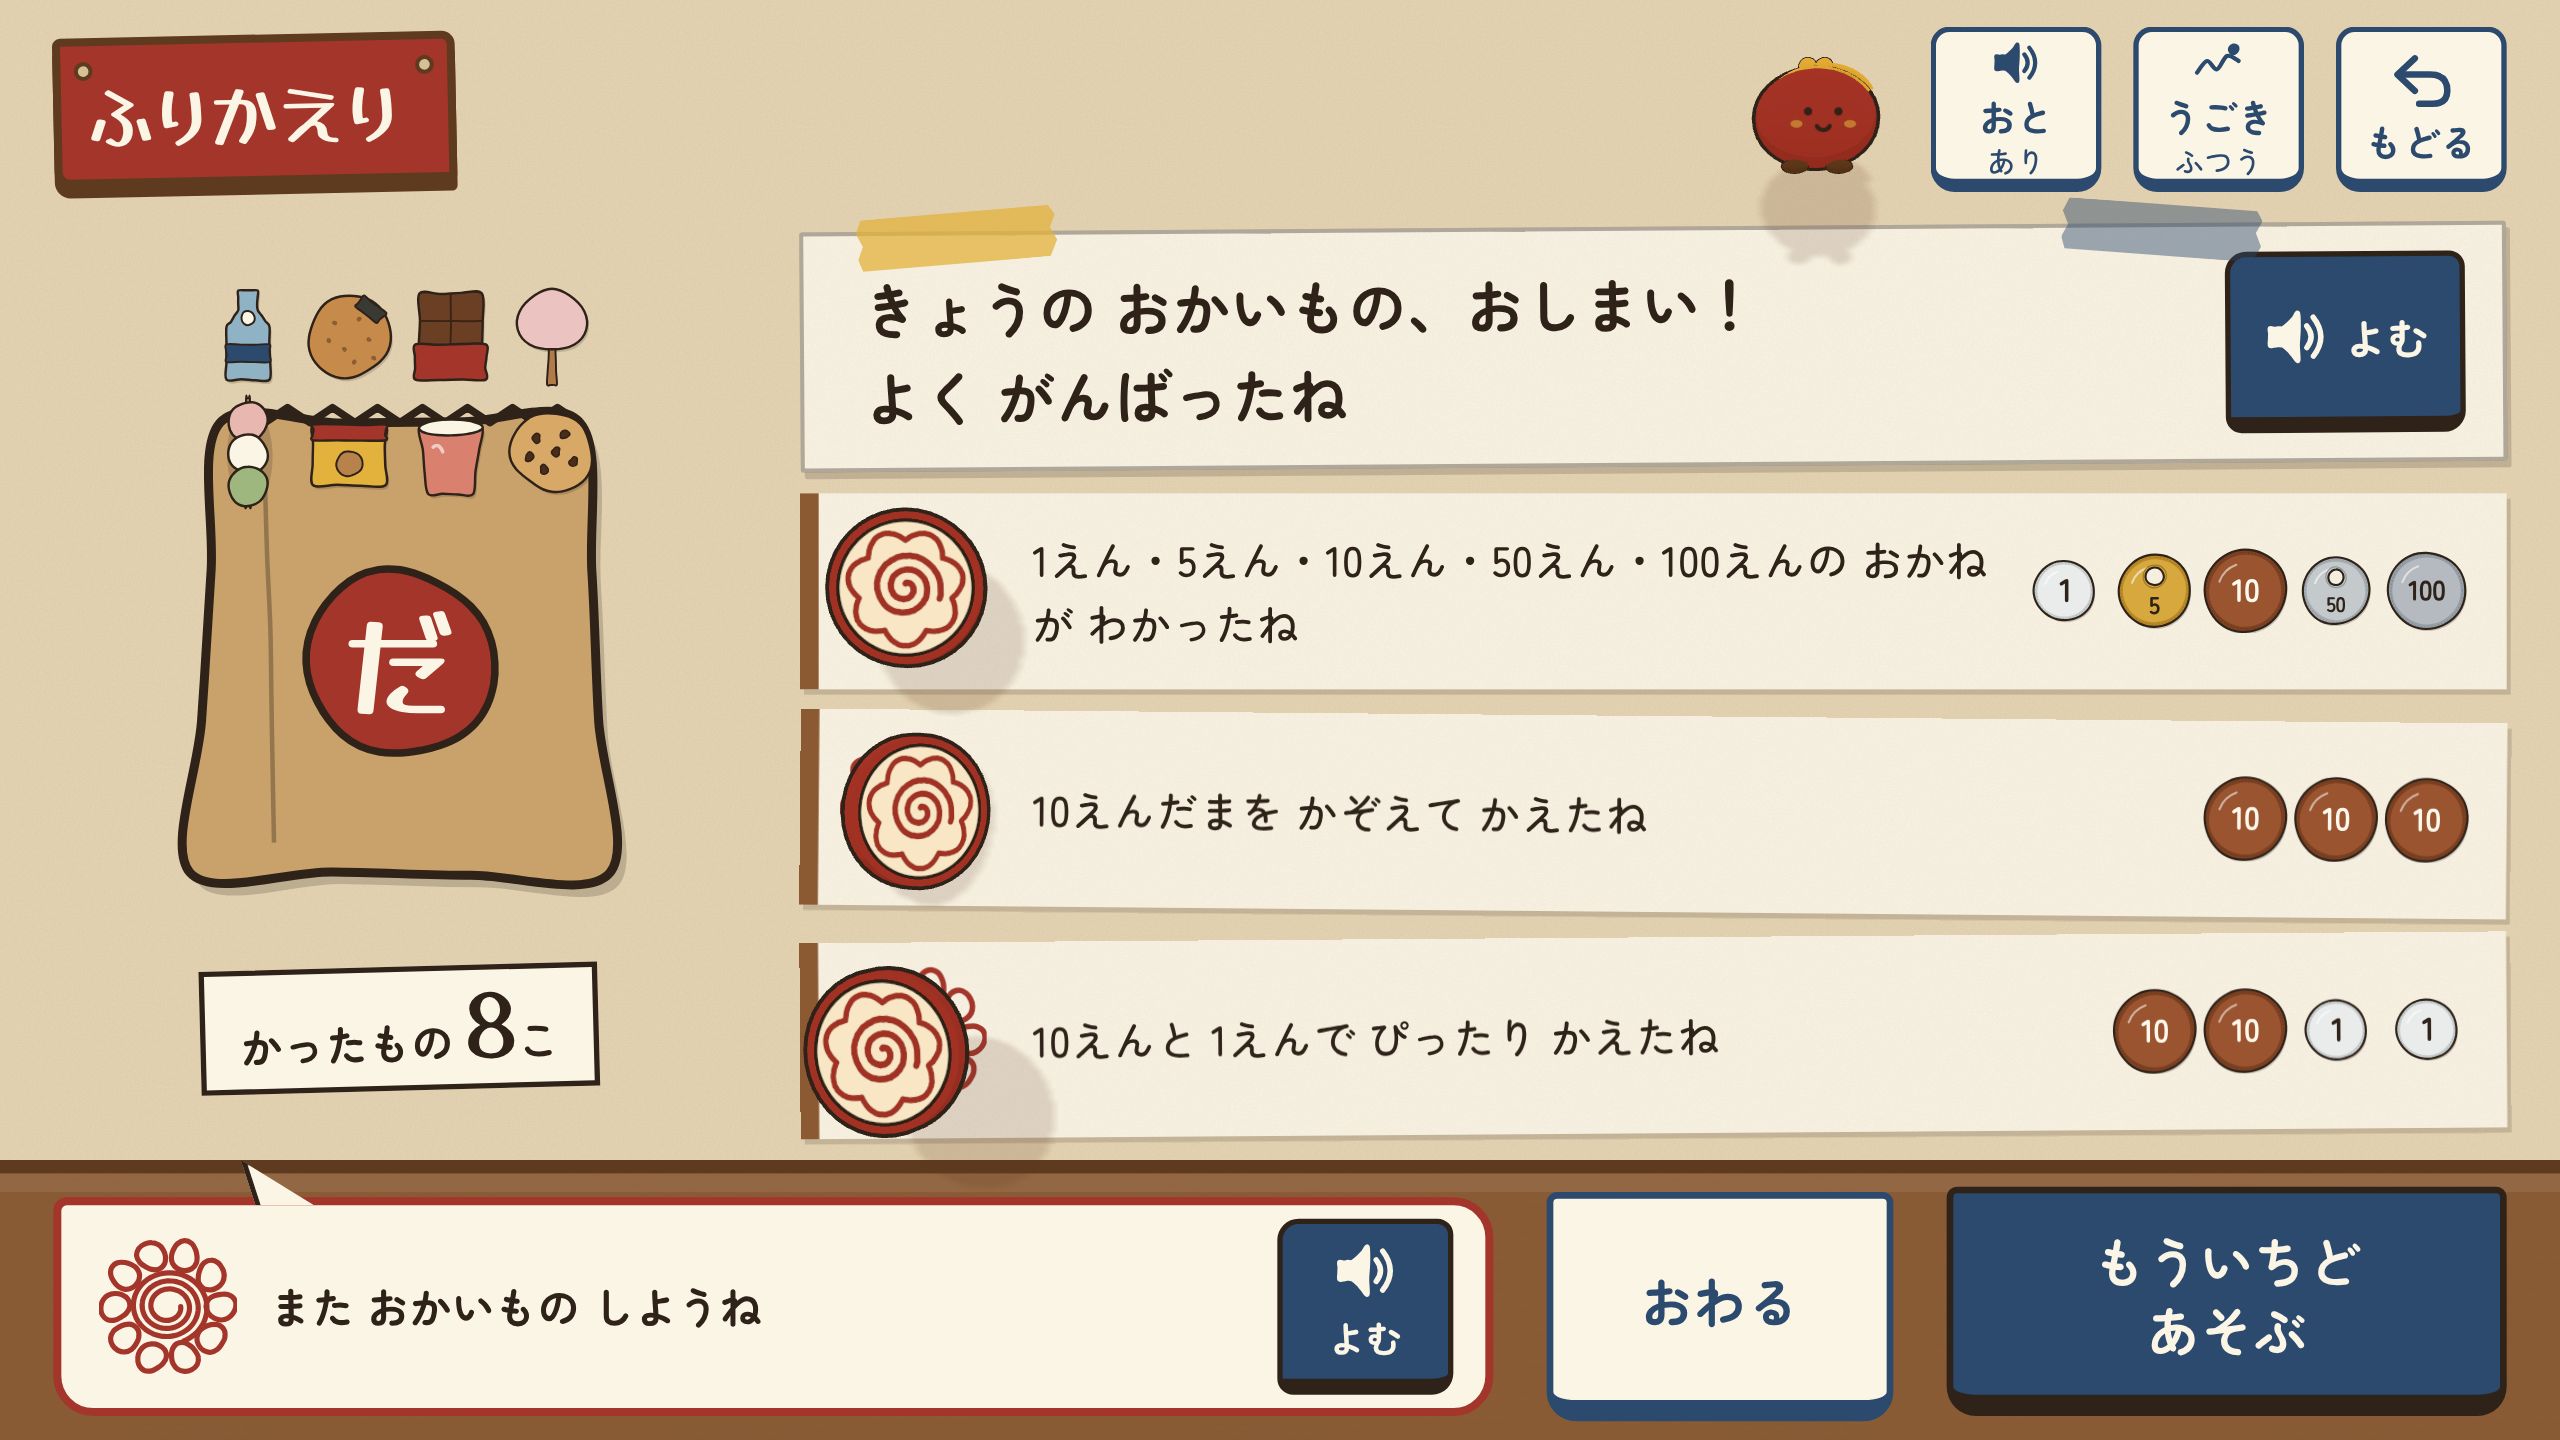 ふりかえり
おと
あり
うごき
ふつう
もどる
きょうの おかいもの、おしまい！
よく がんばったね
よむ
だ
かったもの 8こ
1えん・5えん・10えん・50えん・100えんの おかね
が わかったね
1 5 10 50 100
10えんだまを かぞえて かえたね
10 10 10
10えんと 1えんで ぴったり かえたね
10 10 1 1
また おかいもの しようね
よむ
おわる
もういちど
あそぶ